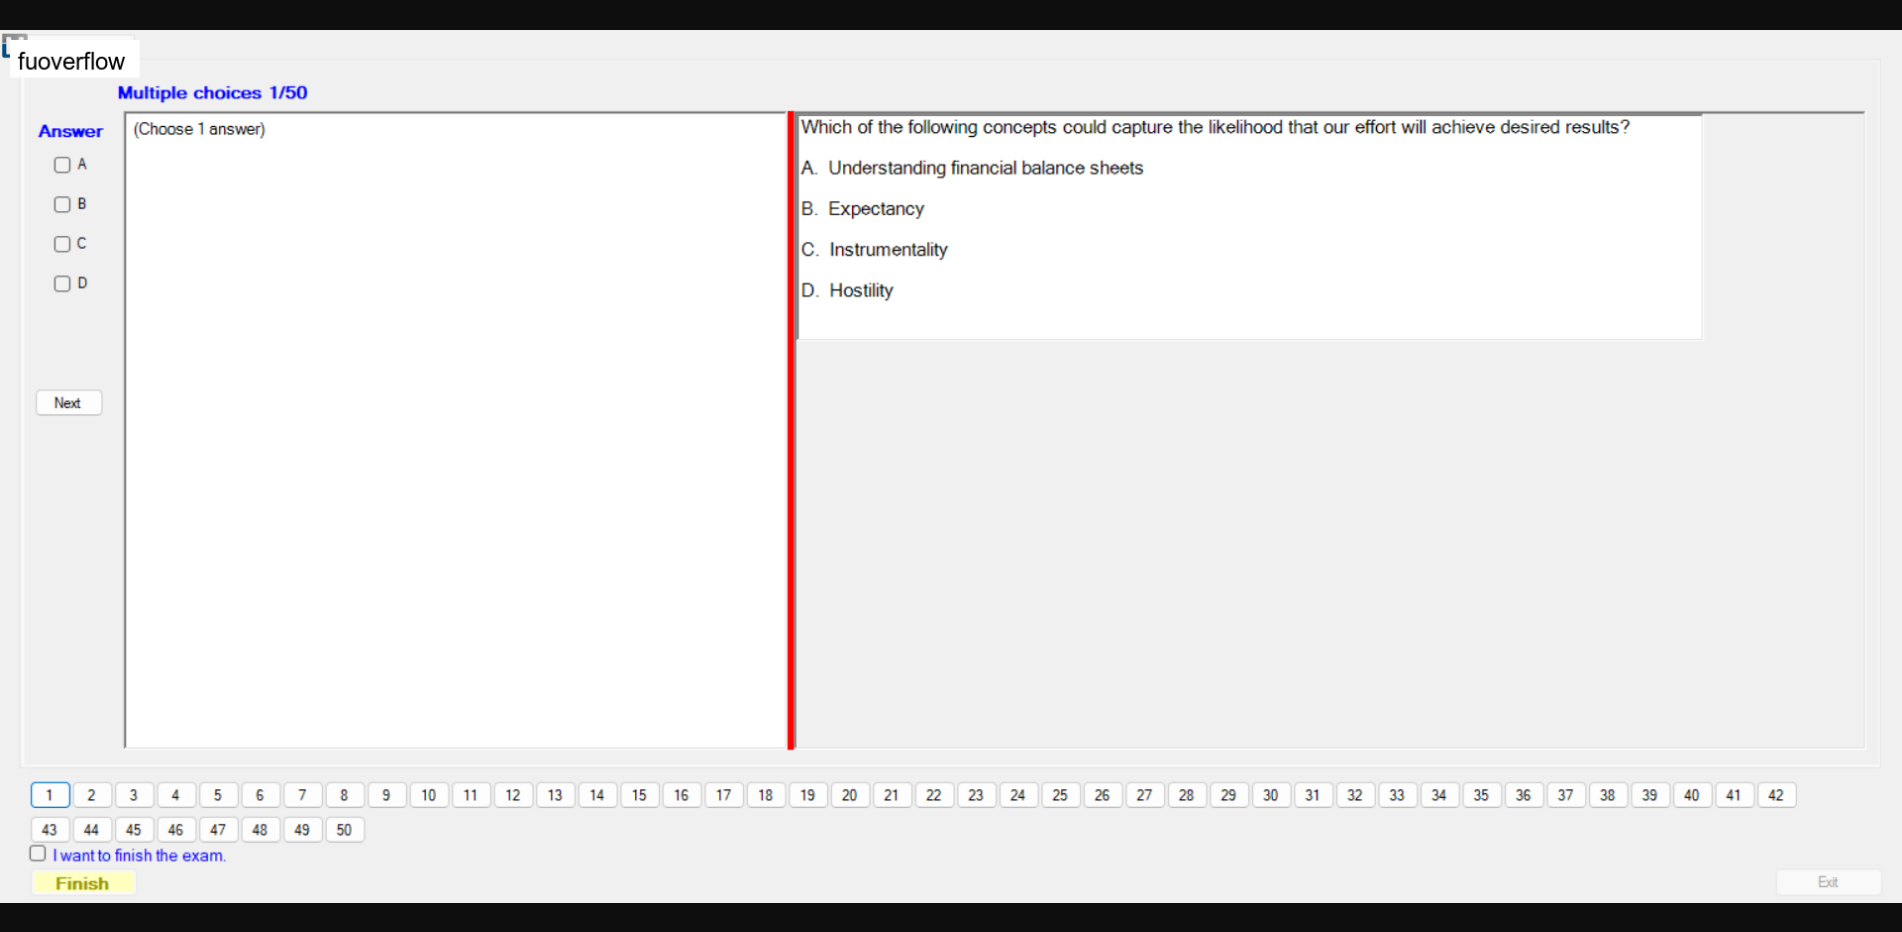 fuoverflow
Multiple choices 1/50
Answer
(Choose 1 answer)
A
B
C
D
Next
Which of the following concepts could capture the likelihood that our effort will achieve desired results?
A. Understanding financial balance sheets
B. Expectancy
C. Instrumentality
D. Hostility
1 2 3 4 5 6 7 8 9 10 11 12 13 14 15 16 17 18 19 20 21 22 23 24 25 26 27 28 29 30 31 32 33 34 35 36 37 38 39 40 41 42
43 44 45 46 47 48 49 50
I want to finish the exam.
Finish
Exit